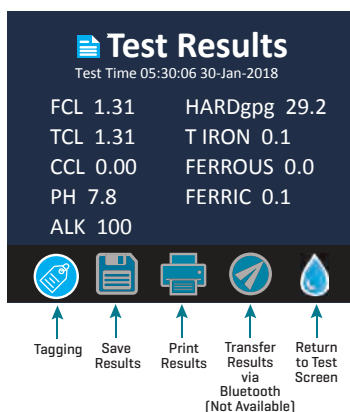 Test Results
Test Time 05:30:06 30-Jan-2018
FCL 1.31
TCL 1.31
CCL 0.00
PH 7.8
ALK 100
HARDgpg 29.2
T IRON 0.1
FERROUS 0.0
FERRIC 0.1
Tagging
Save
Results
Print
Results
Transfer
Results
via
Bluetooth
(Not Available)
Return
to Test
Screen